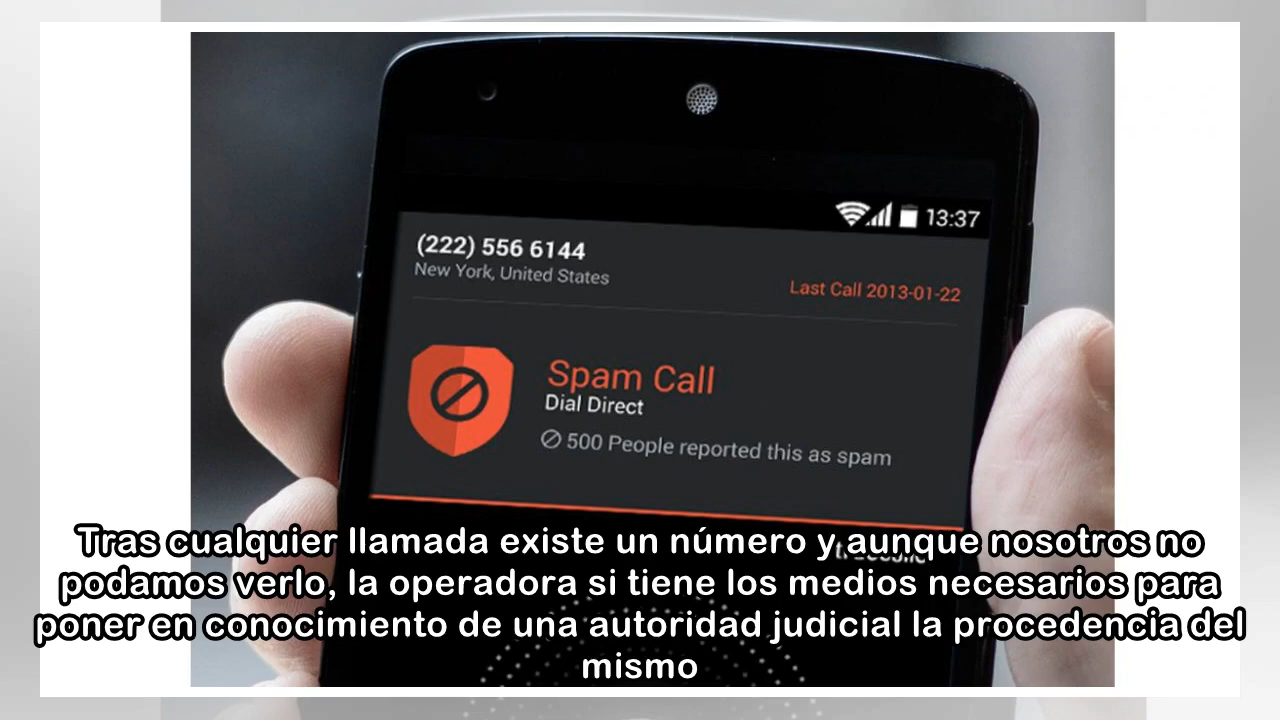 13:37
(222) 556 6144
New York, United States
Last Call 2013-01-22
Spam Call
Dial Direct
500 People reported this as spam
Tras cualquier llamada existe un número y aunque nosotros no
podamos verlo, la operadora si tiene los medios necesarios para
poner en conocimiento de una autoridad judicial la procedencia del
mismo